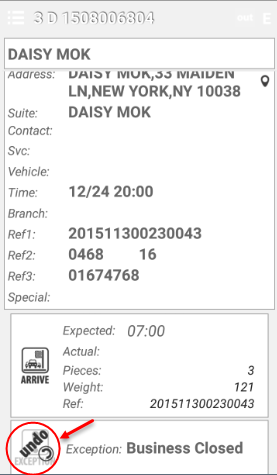 3 D 1508006804
E
DAISY MOK
Address: DAISY MOK,33 MAIDEN
LN,NEW YORK,NY 10038
Suite: DAISY MOK
Contact:
Svc:
Vehicle:
Time: 12/24 20:00
Branch:
Ref1: 201511300230043
Ref2: 0468 16
Ref3: 01674768
Special:
Expected: 07:00
Actual:
Pieces: 3
Weight: 121
Ref: 201511300230043
ARRIVE
undo
EXCEPTION
Exception: Business Closed